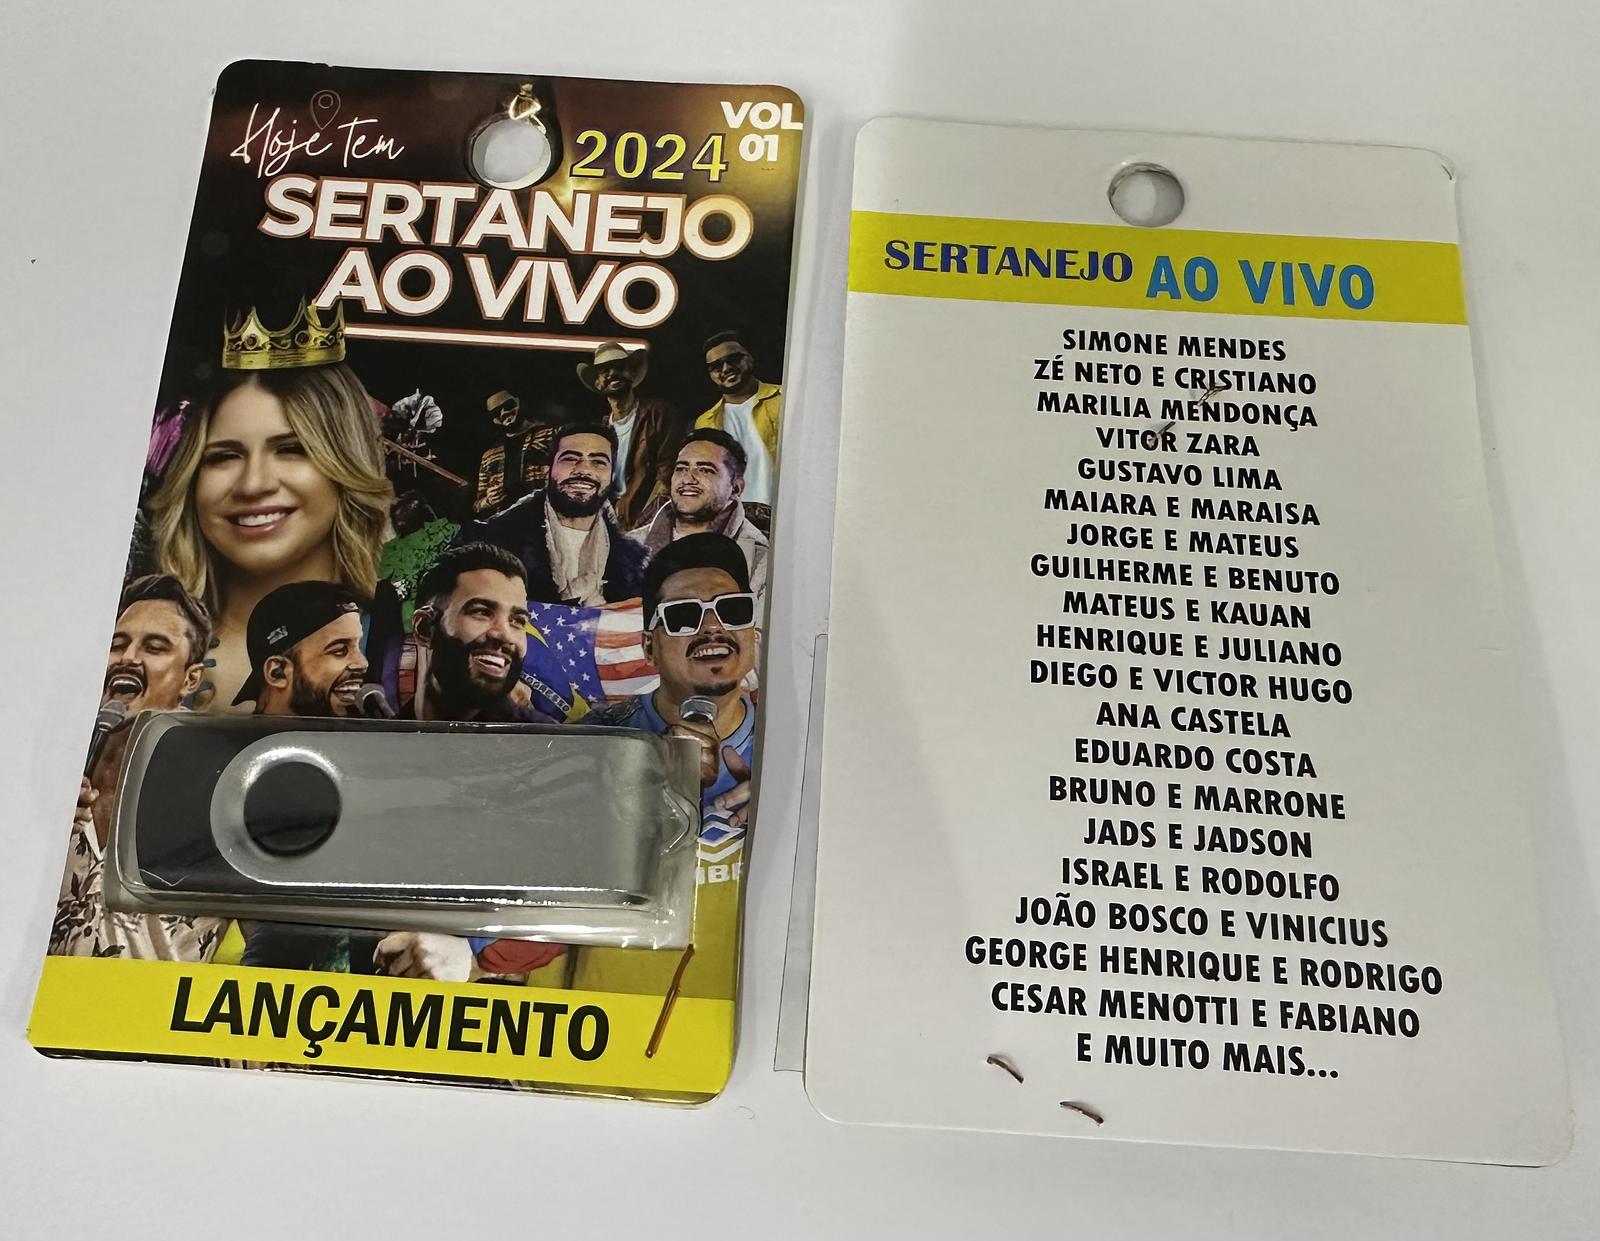 Hoje tem
2024
VOL
01
SERTANEJO
AO VIVO
LANÇAMENTO
SERTANEJO AO VIVO
SIMONE MENDES
ZÉ NETO E CRISTIANO
MARILIA MENDONÇA
VITOR ZARA
GUSTAVO LIMA
MAIARA E MARAISA
JORGE E MATEUS
GUILHERME E BENUTO
MATEUS E KAUAN
HENRIQUE E JULIANO
DIEGO E VICTOR HUGO
ANA CASTELA
EDUARDO COSTA
BRUNO E MARRONE
JADS E JADSON
ISRAEL E RODOLFO
JOÃO BOSCO E VINICIUS
GEORGE HENRIQUE E RODRIGO
CESAR MENOTTI E FABIANO
E MUITO MAIS...